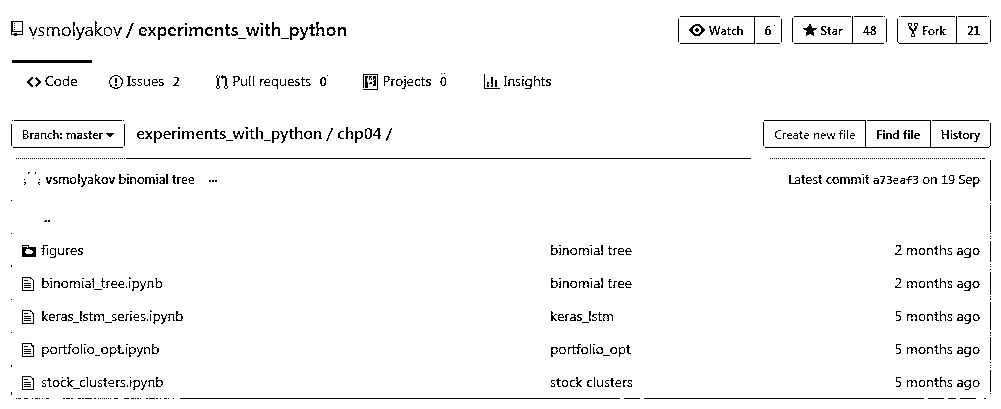 vsmolyakov / experiments_with_python Watch 6 Star 48 Fork 21
Code Issues 2 Pull requests 0 Projects 0 Insights
Branch: master experiments_with_python / chp04 / Create new file Find file History
vsmolyakov binomial tree ... Latest commit a73eaf3 on 19 Sep
..
figures binomial tree 2 months ago
binomial_tree.ipynb binomial tree 2 months ago
keras_lstm_series.ipynb keras_lstm 5 months ago
portfolio_opt.ipynb portfolio_opt 5 months ago
stock_clusters.ipynb stock clusters 5 months ago